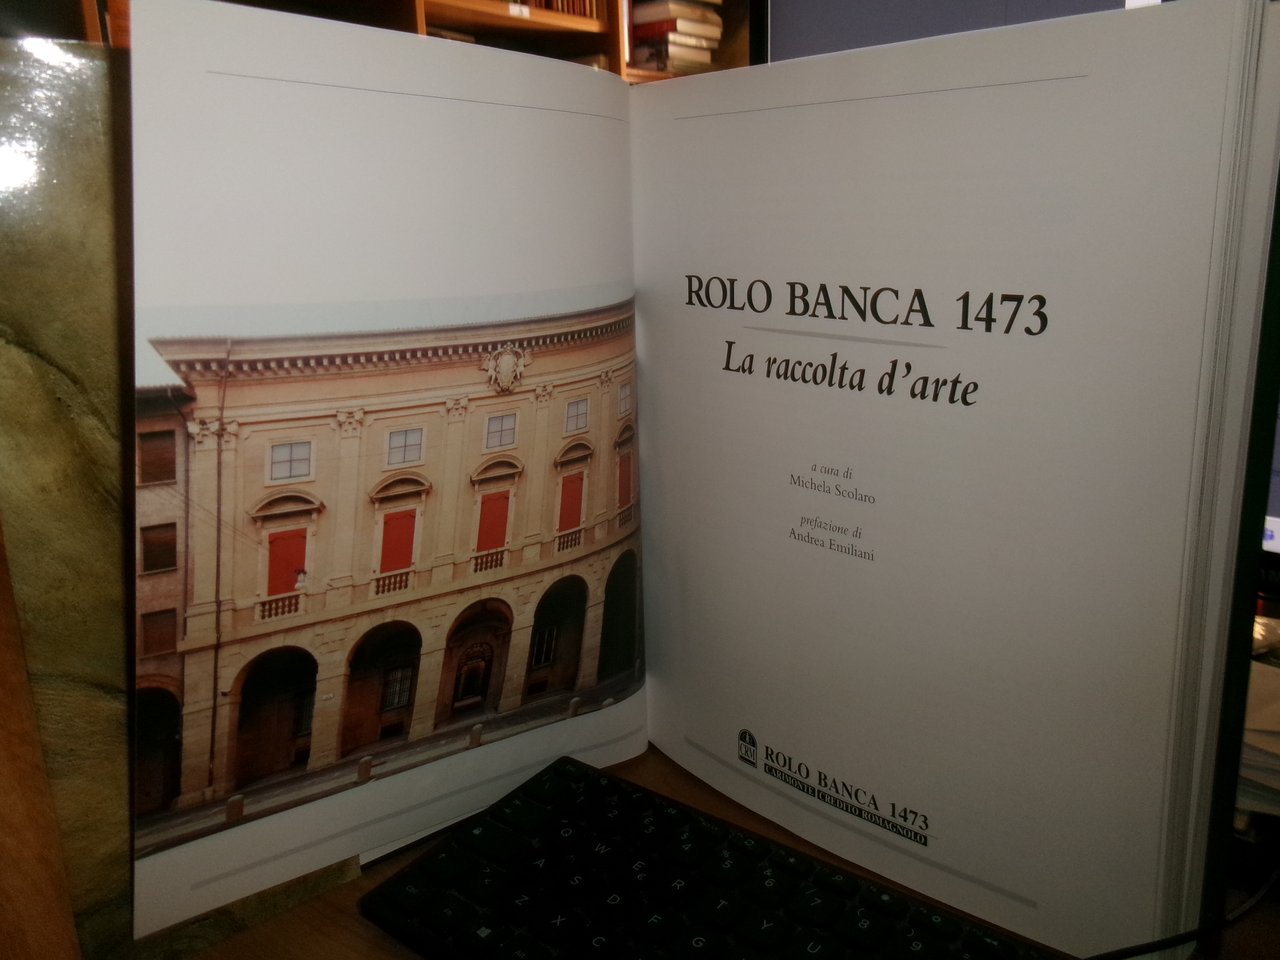 ROLO BANCA 1473
La raccolta d'arte
a cura di
Michela Scolaro
prefazione di
Andrea Emiliani
CRM
ROLO BANCA 1473
CARIMONTE CREDITO ROMAGNOLO
Q W E R T Y U
A S D F G
Z X C